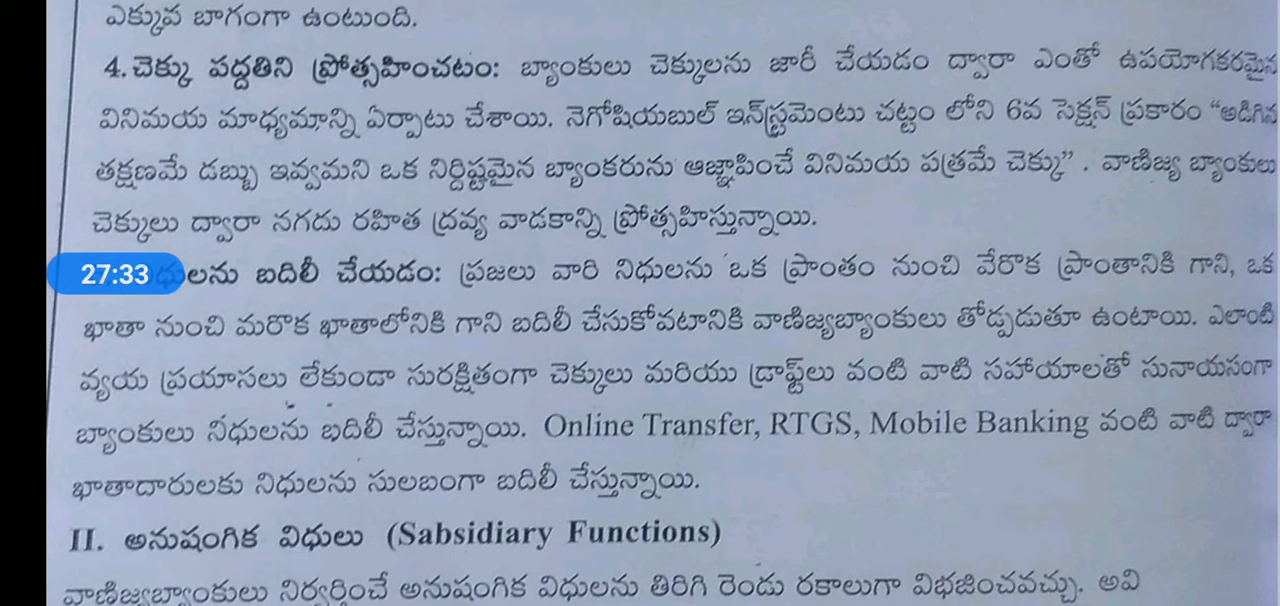 ఎక్కువ బాగంగా ఉంటుంది.
4. చెక్కు పద్దతిని ప్రోత్సహించటం: బ్యాంకులు చెక్కులను జారీ చేయడం ద్వారా ఎంతో ఉపయోగకరమైన
వినిమయ మాధ్యమాన్ని ఏర్పాటు చేశాయి. నెగోషియబుల్ ఇన్‌స్ట్రమెంటు చట్టం లోని 6వ సెక్షన్ ప్రకారం “అడిగిన
తక్షణమే డబ్బు ఇవ్వమని ఒక నిర్దిష్టమైన బ్యాంకరును ఆజ్ఞాపించే వినిమయ పత్రమే చెక్కు” . వాణిజ్య బ్యాంకులు
చెక్కులు ద్వారా నగదు రహిత ద్రవ్య వాడకాన్ని ప్రోత్సహిస్తున్నాయి.
27:33 ధులను బదిలీ చేయడం: ప్రజలు వారి నిధులను ఒక ప్రాంతం నుంచి వేరొక ప్రాంతానికి గాని, ఒక
ఖాతా నుంచి మరొక ఖాతాలోనికి గాని బదిలీ చేసుకోవటానికి వాణిజ్యబ్యాంకులు తోడ్పడుతూ ఉంటాయి. ఎలాంటి
వ్యయ ప్రయాసలు లేకుండా సురక్షితంగా చెక్కులు మరియు డ్రాఫ్ట్‌లు వంటి వాటి సహాయాలతో సునాయసంగా
బ్యాంకులు నిధులను బదిలీ చేస్తున్నాయి. Online Transfer, RTGS, Mobile Banking వంటి వాటి ద్వారా
ఖాతాదారులకు నిధులను సులబంగా బదిలీ చేస్తున్నాయి.
II. అనుషంగిక విధులు (Sabsidiary Functions)
వాణిజ్యబ్యాంకులు నిర్వర్తించే అనుషంగిక విధులను తిరిగి రెండు రకాలుగా విభజించవచ్చు. అవి